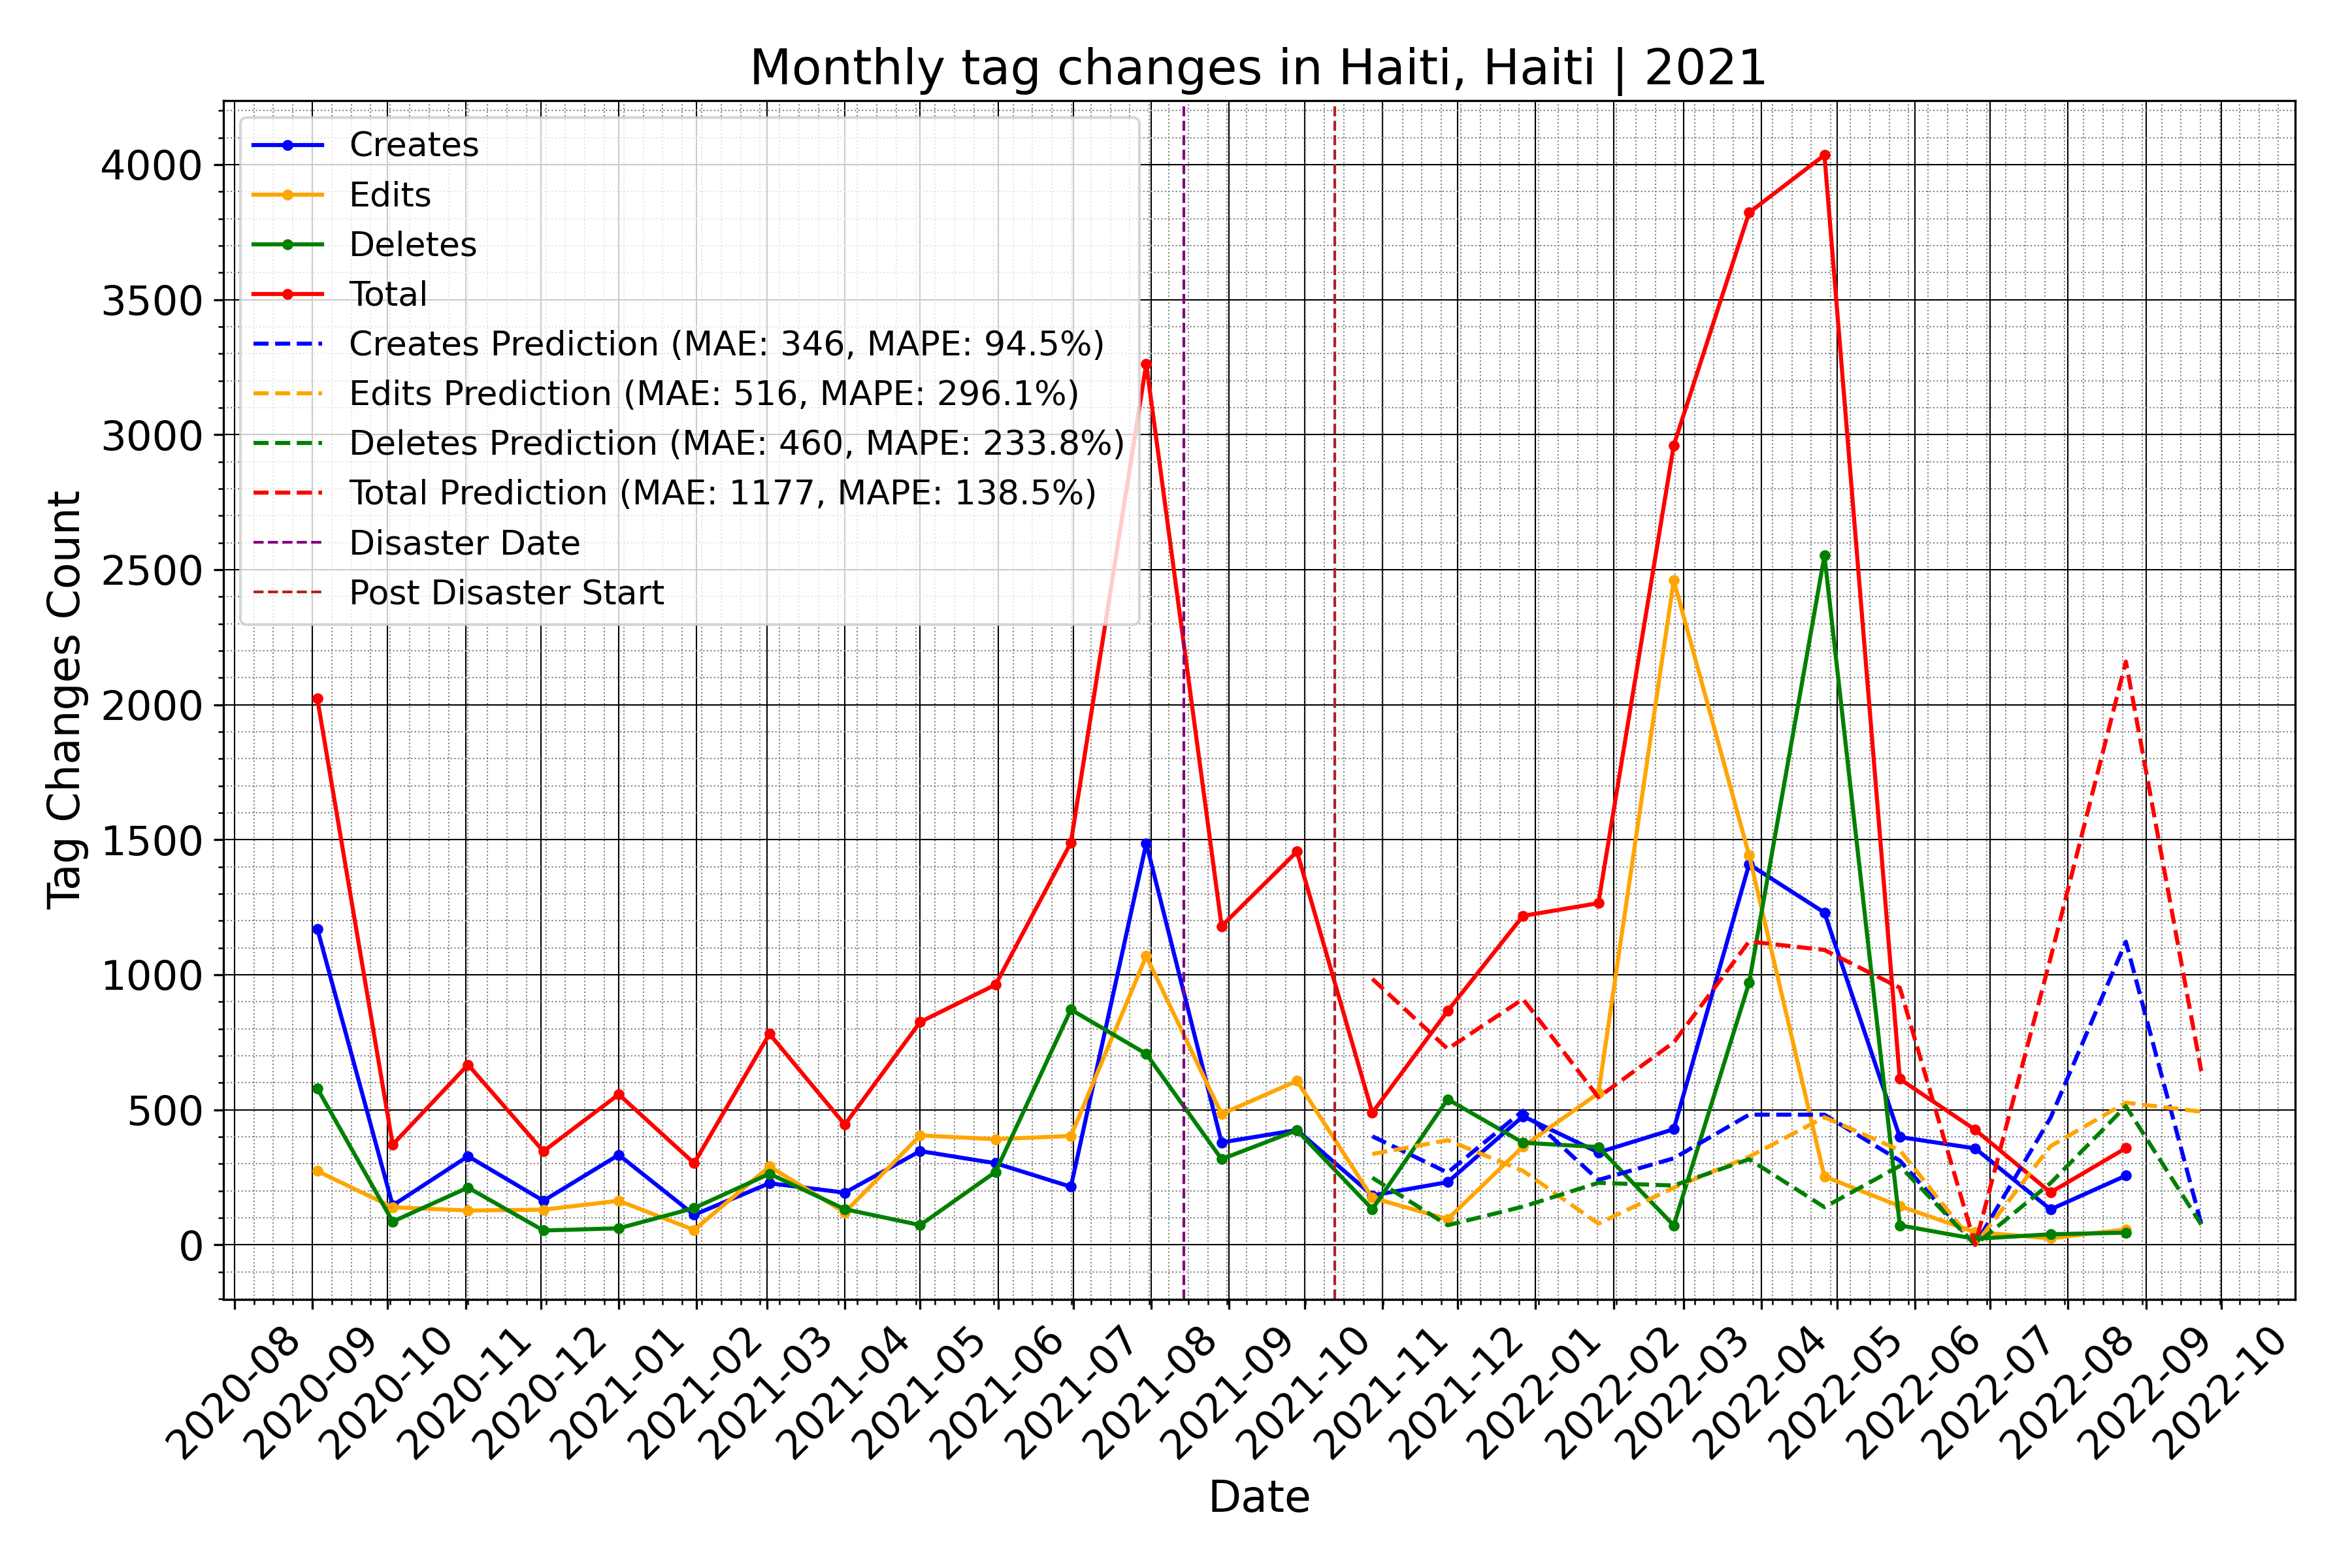 Monthly tag changes in Haiti, Haiti | 2021
Creates
Edits
Deletes
Total
Creates Prediction (MAE: 346, MAPE: 94.5%)
Edits Prediction (MAE: 516, MAPE: 296.1%)
Deletes Prediction (MAE: 460, MAPE: 233.8%)
Total Prediction (MAE: 1177, MAPE: 138.5%)
Disaster Date
Post Disaster Start
Tag Changes Count
4000
3500
3000
2500
2000
1500
1000
500
0
2020-08
2020-09
2020-10
2020-11
2020-12
2021-01
2021-02
2021-03
2021-04
2021-05
2021-06
2021-07
2021-08
2021-09
2021-10
2021-11
2021-12
2022-01
2022-02
2022-03
2022-04
2022-05
2022-06
2022-07
2022-08
2022-09
2022-10
Date